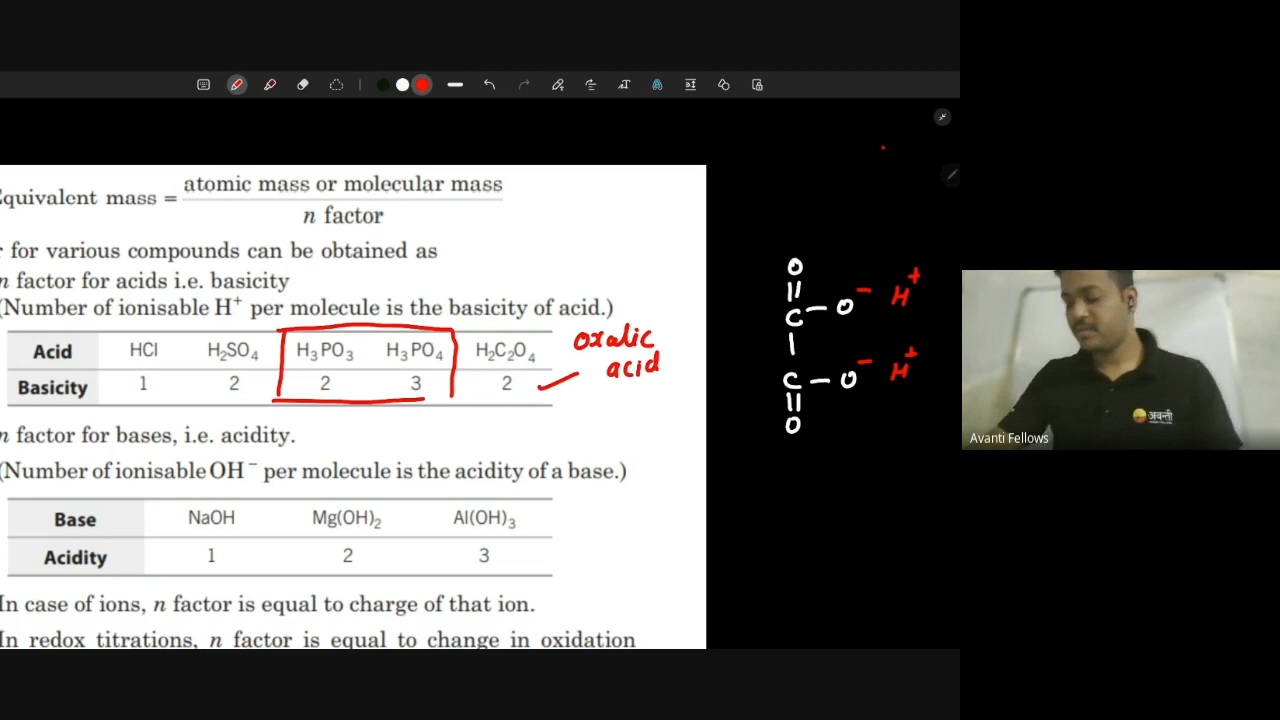 Equivalent mass = atomic mass or molecular mass
n factor
r for various compounds can be obtained as
n factor for acids i.e. basicity
(Number of ionisable H⁺ per molecule is the basicity of acid.)
Acid HCl H₂SO₄ H₃PO₃ H₃PO₄ H₂C₂O₄
Basicity 1 2 2 3 2
oxalic
acid
n factor for bases, i.e. acidity.
(Number of ionisable OH⁻ per molecule is the acidity of a base.)
Base NaOH Mg(OH)₂ Al(OH)₃
Acidity 1 2 3
In case of ions, n factor is equal to charge of that ion.
In redox titrations, n factor is equal to change in oxidation
O
||
C — O⁻ H⁺
|
C — O⁻ H⁺
||
O
अवन्ती
Avanti Fellows